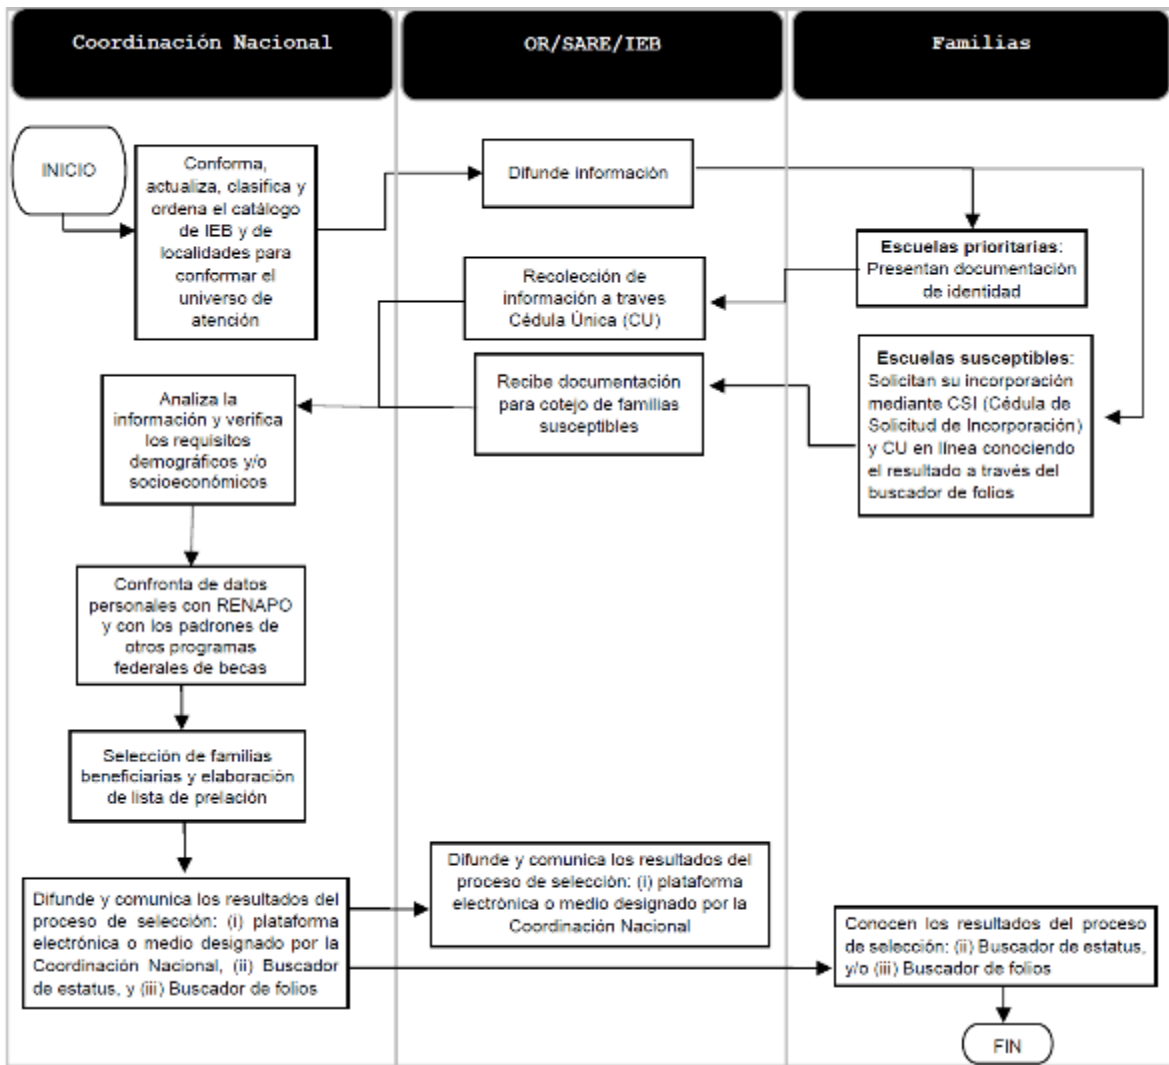 Coordinación Nacional
OR/SARE/IEB
Familias
INICIO
Conforma,
actualiza, clasifica y
ordena el catálogo
de IEB y de
localidades para
conformar el
universo de
atención
Difunde información
Escuelas prioritarias:
Presentan documentación
de identidad
Recolección de
información a traves
Cédula Única (CU)
Escuelas susceptibles:
Solicitan su incorporación
mediante CSI (Cédula de
Solicitud de Incorporación)
y CU en línea conociendo
el resultado a través del
buscador de folios
Recibe documentación
para cotejo de familias
susceptibles
Analiza la
información y verifica
los requisitos
demográficos y/o
socioeconómicos
Confronta de datos
personales con RENAPO
y con los padrones de
otros programas
federales de becas
Selección de familias
beneficiarias y elaboración
de lista de prelación
Difunde y comunica los resultados del
proceso de selección: (i) plataforma
electrónica o medio designado por la
Coordinación Nacional, (ii) Buscador
de estatus, y (iii) Buscador de folios
Difunde y comunica los resultados del
proceso de selección: (i) plataforma
electrónica o medio designado por la
Coordinación Nacional
Conocen los resultados del proceso
de selección: (ii) Buscador de estatus,
y/o (iii) Buscador de folios
FIN